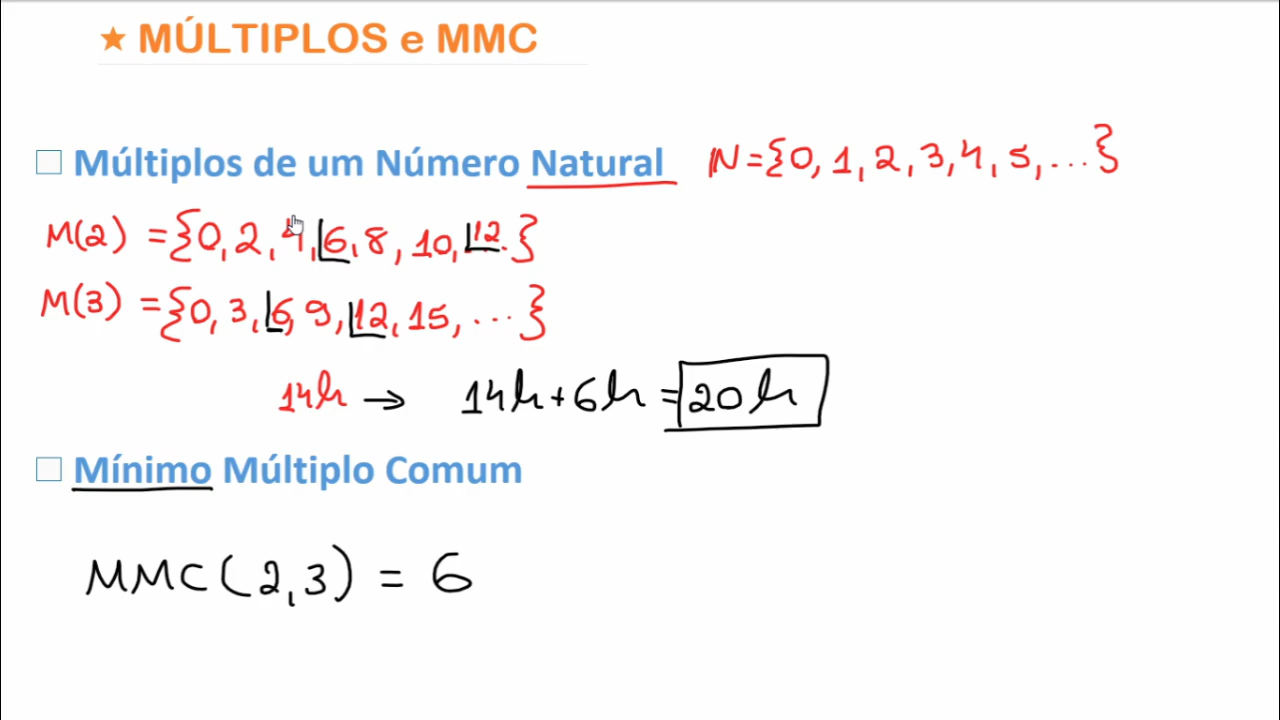 ★ MÚLTIPLOS e MMC
Múltiplos de um Número Natural N={0, 1, 2, 3, 4, 5, ...}
M(2) = {0, 2, 4, 6, 8, 10, 12.}
M(3) = {0, 3, 6, 9, 12, 15, ...}
14h → 14h + 6h = 20h
Mínimo Múltiplo Comum
MMC(2,3) = 6